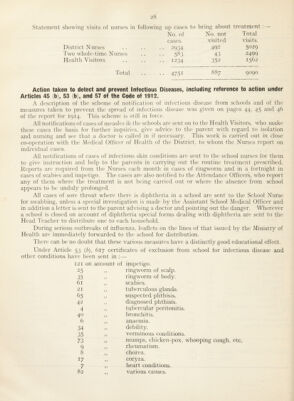 28
Statement showing visits of nurses in following up cases to bring about treatment :—
No. of No. not Total
cases. visited. visits.
District Nurses .. .. .. 2934 492 5029
Two whole-time Nurses .. .. 583 43 2499
Health Visitors .. .. 1234 352 1562
Total .. .. 4751 887 9090
Action taken to detect and prevent Infectious Diseases, including reference to action under
Articles 45 (b), 53 (b), and 57 of the Code of 1912.
A description of the scheme of notification of infectious disease from schools and of the
measures taken to prevent the spread of infectious disease was given on pages 44, 45 and 46
of the report for 1914. This scheme is still in force.
All notifications of cases of measles in the schools are sent on to the Health Visitors, who make
these cases the basis for further inquiries, give advice to the parent with regard to isolation
and nursing and see that a doctor is called in if necessary. This work is carried out in close
co-operation with the Medical Officer of Health of the District, to whom the Nurses report on
individual cases.
All notifications of cases of infectious skin conditions are sent to the school nurses for them
to give instruction and help to the parents in carrying out the routine treatment prescribed.
Reports are required from the Nurses each month in cases of ringworm and in a fortnight in
cases of scabies and impetigo. The cases are also notified to the Attendance Officers, who report
any of them where the treatment is not being carried out or where the absence from school
appears to be unduly prolonged.
All cases of sore throat where there is diphtheria in a school are sent to the School Nurse
for swabbing, unless a special investigation is made by the Assistant School Medical Officer and
in addition a letter is sent to the parent advising a doctor and pointing out the danger. Wherever
a school is closed on account of diphtheria special forms dealing with diphtheria are sent to the
Head Teacher to distribute one to each household.
During serious outbreaks of influenza, leaflets on the lines of that issued by the Ministry of
Health are immediately forwarded to the school for distribution.
There can be no doubt that these various measures have a distinctly good educational effect.
Under Article 53 (b), 619 certificates of exclusion from school for infectious disease and
other conditions have been sent in :—
121 on account of impetigo.
25 ,, ringworm of scalp.
33 ,, ringworm of body.
61 ,, scabies.
21 ,, tuberculous glands.
65 ,, suspected phthisis.
42 ,, diagnosed phthisis.
4 ,, tubercular peritonitis.
40 ,, bronchitis.
6 ,, anæmia.
34 ,, debility.
35 ,, verminous conditions.
73 ,, mumps, chicken-pox, whooping cough, etc.
9 ,, rheumatism.
8 ,, chorea.
17 ,, coryza.
7 ,, heart conditions.
82 ,, various causes.